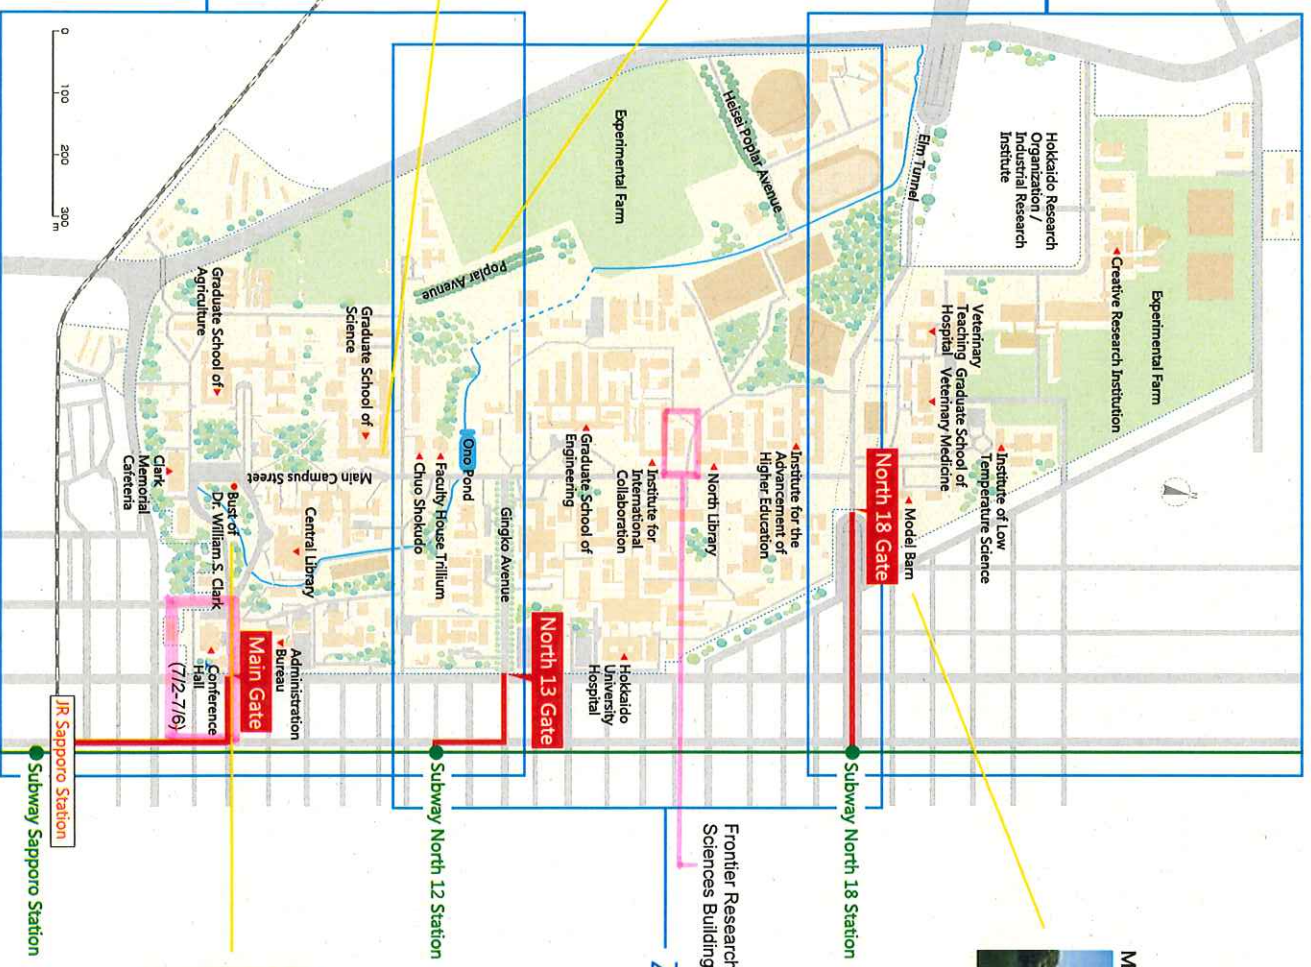 0 100 200 300 m
Hokkaido Research
Organization /
Industrial Research
Institute
Experimental Farm
Creative Research Institution
Elm Tunnel
Veterinary
Teaching
Hospital
Graduate School of
Veterinary Medicine
Institute of Low
Temperature Science
Model Barn
North 18 Gate
Subway North 18 Station
Heisei Poplar Avenue
Experimental Farm
Poplar Avenue
Institute for the
Advancement of
Higher Education
North Library
Institute for
International
Collaboration
Graduate School of
Engineering
Hokkaido
University
Hospital
Frontier Research
Sciences Building
Gingko Avenue
North 13 Gate
Subway North 12 Station
Ono Pond
Faculty House Trillium
Chuo Shokudo
Graduate School of
Science
Main Campus Street
Central Library
Graduate School of
Agriculture
Bust of
Dr. William S. Clark
Clark
Memorial
Cafeteria
Administration
Bureau
Main Gate
Conference
Hall
(7/2-7/6)
JR Sapporo Station
Subway Sapporo Station
M